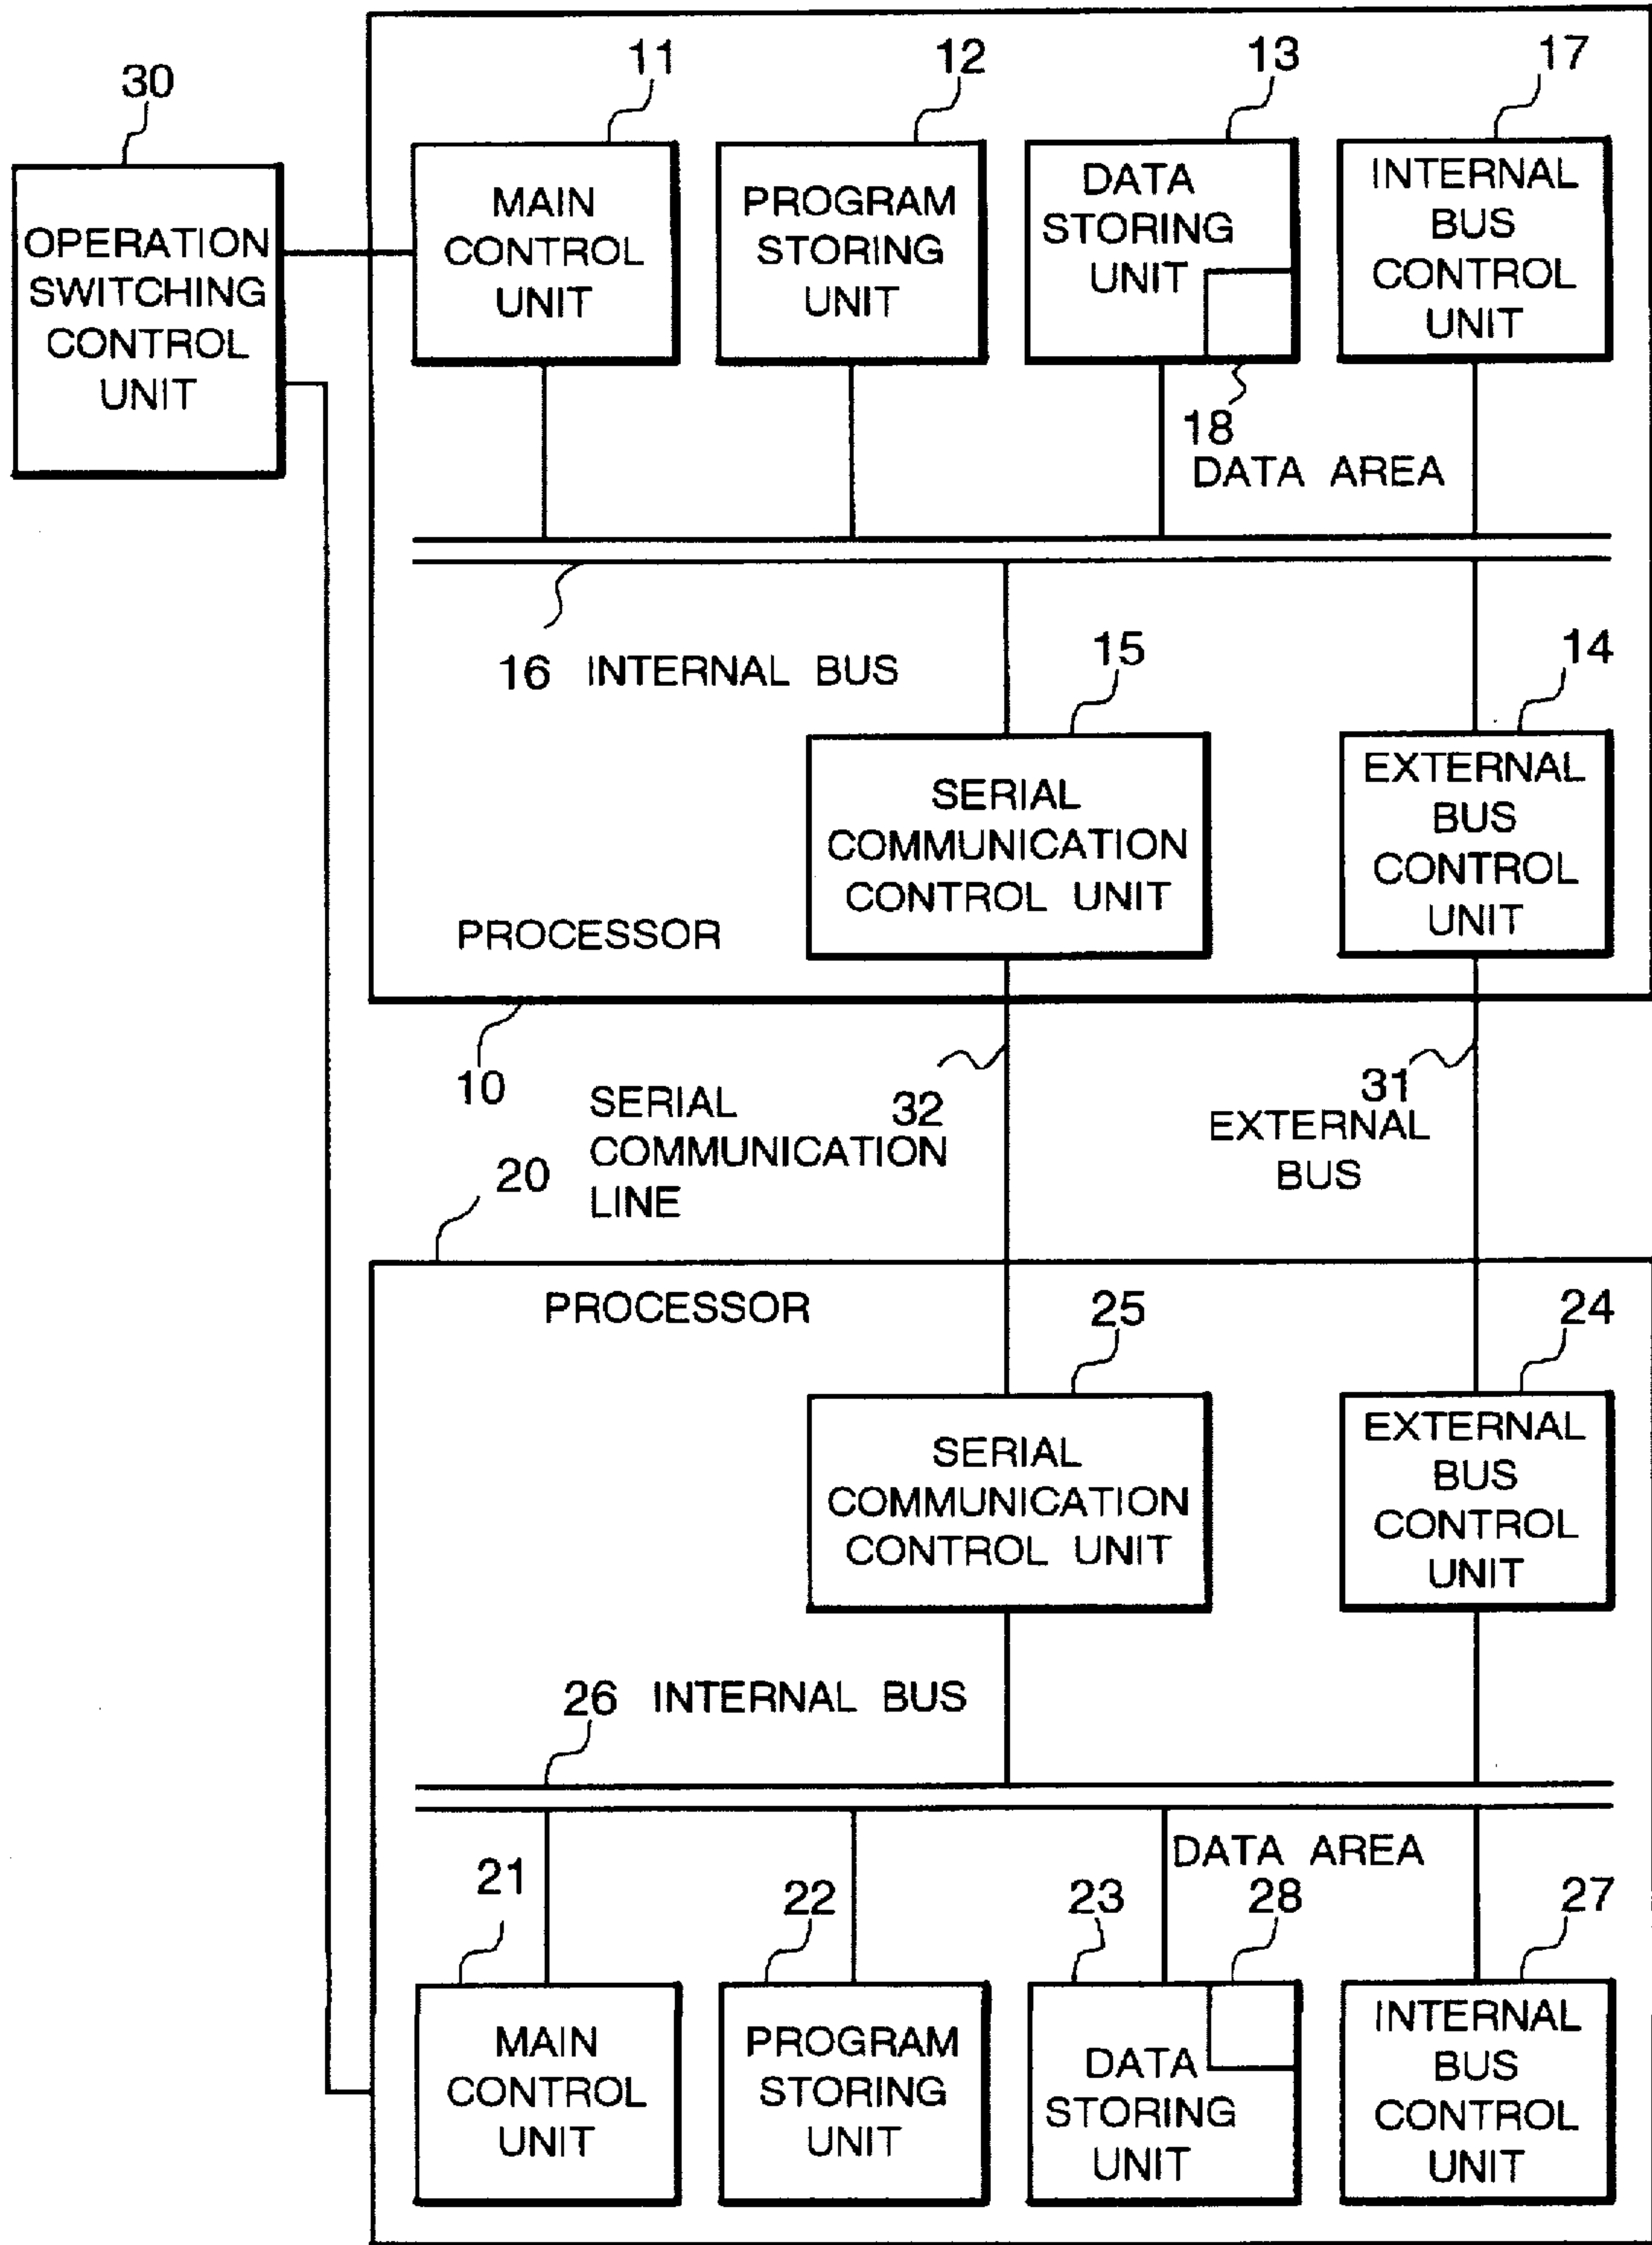 30
11
12
13
17
OPERATION
SWITCHING
CONTROL
UNIT
MAIN
CONTROL
UNIT
PROGRAM
STORING
UNIT
DATA
STORING
UNIT
INTERNAL
BUS
CONTROL
UNIT
18
DATA AREA
16 INTERNAL BUS
15
14
SERIAL
COMMUNICATION
CONTROL UNIT
EXTERNAL
BUS
CONTROL
UNIT
PROCESSOR
10
SERIAL
COMMUNICATION
LINE
32
31
EXTERNAL
BUS
20
PROCESSOR
25
24
SERIAL
COMMUNICATION
CONTROL UNIT
EXTERNAL
BUS
CONTROL
UNIT
26 INTERNAL BUS
DATA AREA
21
22
23
28
27
MAIN
CONTROL
UNIT
PROGRAM
STORING
UNIT
DATA
STORING
UNIT
INTERNAL
BUS
CONTROL
UNIT